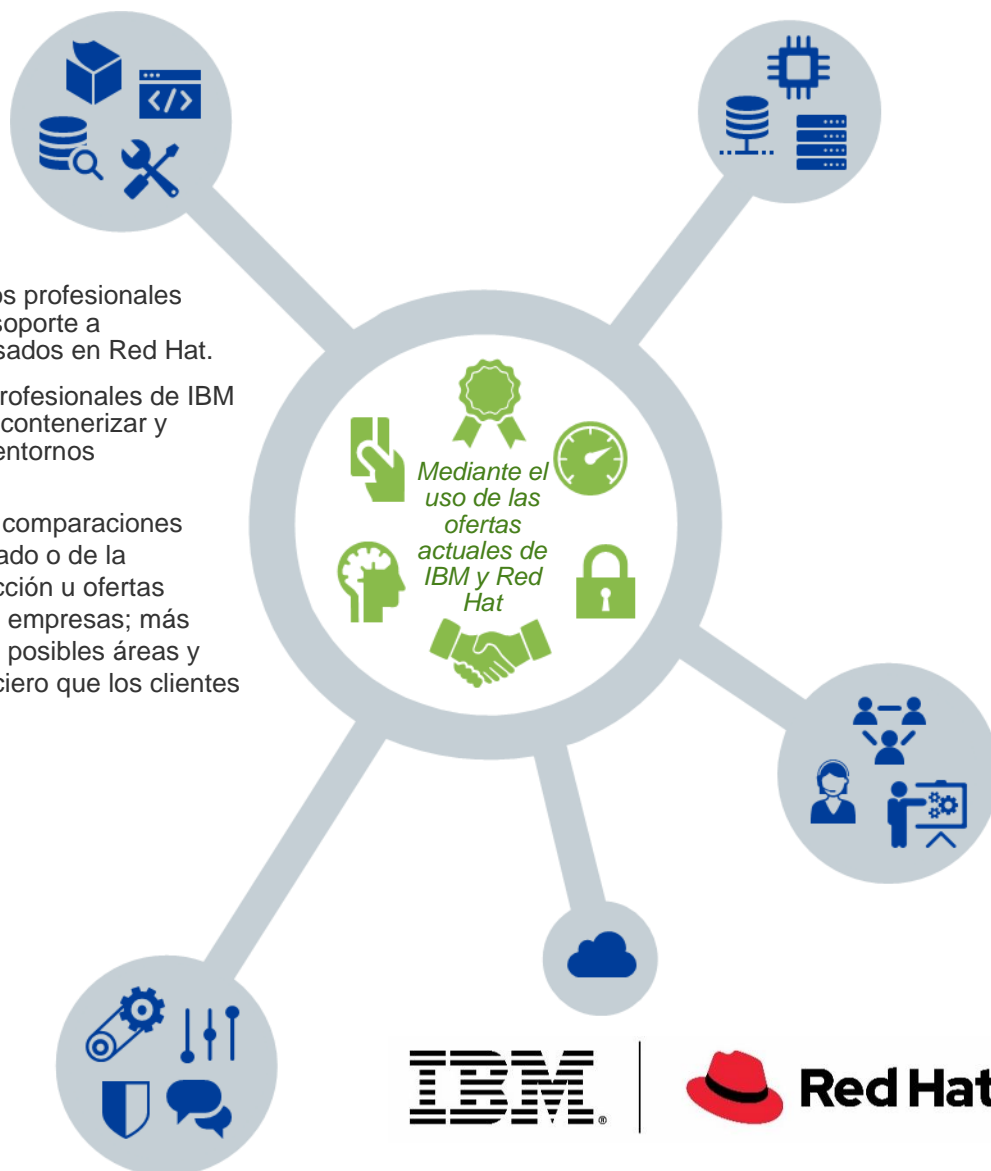 os profesionales
soporte a
sados en Red Hat.
rofesionales de IBM
contenerizar y
entornos
comparaciones
ado o de la
cción u ofertas
empresas; más
posibles áreas y
ciero que los clientes
Mediante el
uso de las
ofertas
actuales de
IBM y Red
Hat
IBM®
Red Hat